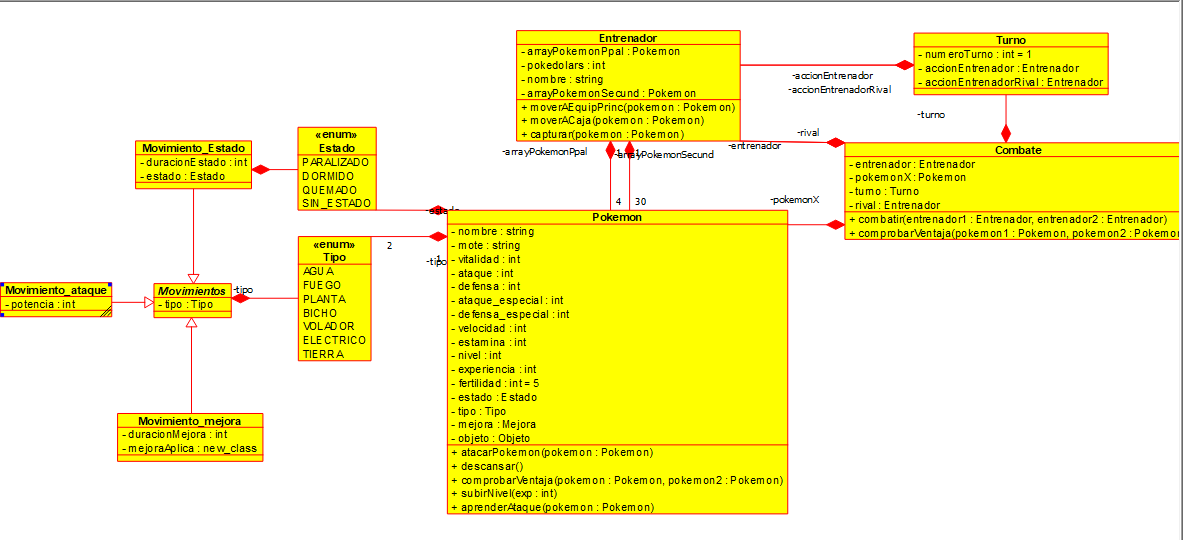 Entrenador
- arrayPokemonPpal : Pokemon
- pokedolars : int
- nombre : string
- arrayPokemonSecund : Pokemon
+ moverAEquipPrinc(pokemon : Pokemon)
+ moverACaja(pokemon : Pokemon)
+ capturar(pokemon : Pokemon)
Turno
- numeroTurno : int = 1
- accionEntrenador : Entrenador
- accionEntrenadorRival : Entrenador
-accionEntrenador
-accionEntrenadorRival
-turno
-rival
-entrenador
-arrayPokemonPpal
1
-arrayPokemonSecund
4
30
-pokemonX
Combate
- entrenador : Entrenador
- pokemonX : Pokemon
- turno : Turno
- rival : Entrenador
+ combatir(entrenador1 : Entrenador, entrenador2 : Entrenador)
+ comprobarVentaja(pokemon1 : Pokemon, pokemon2 : Pokemo
Movimiento_Estado
- duracionEstado : int
- estado : Estado
«enum»
Estado
PARALIZADO
DORMIDO
QUEMADO
SIN_ESTADO
-estado
2
-tipo
1
«enum»
Tipo
AGUA
FUEGO
PLANTA
BICHO
VOLADOR
ELECTRICO
TIERRA
Movimiento_ataque
- potencia : int
Movimientos
- tipo : Tipo
-tipo
Movimiento_mejora
- duracionMejora : int
- mejoraAplica : new_class
Pokemon
- nombre : string
- mote : string
- vitalidad : int
- ataque : int
- defensa : int
- ataque_especial : int
- defensa_especial : int
- velocidad : int
- estamina : int
- nivel : int
- experiencia : int
- fertilidad : int = 5
- estado : Estado
- tipo : Tipo
- mejora : Mejora
- objeto : Objeto
+ atacarPokemon(pokemon : Pokemon)
+ descansar()
+ comprobarVentaja(pokemon : Pokemon, pokemon2 : Pokemon)
+ subirNivel(exp : int)
+ aprenderAtaque(pokemon : Pokemon)